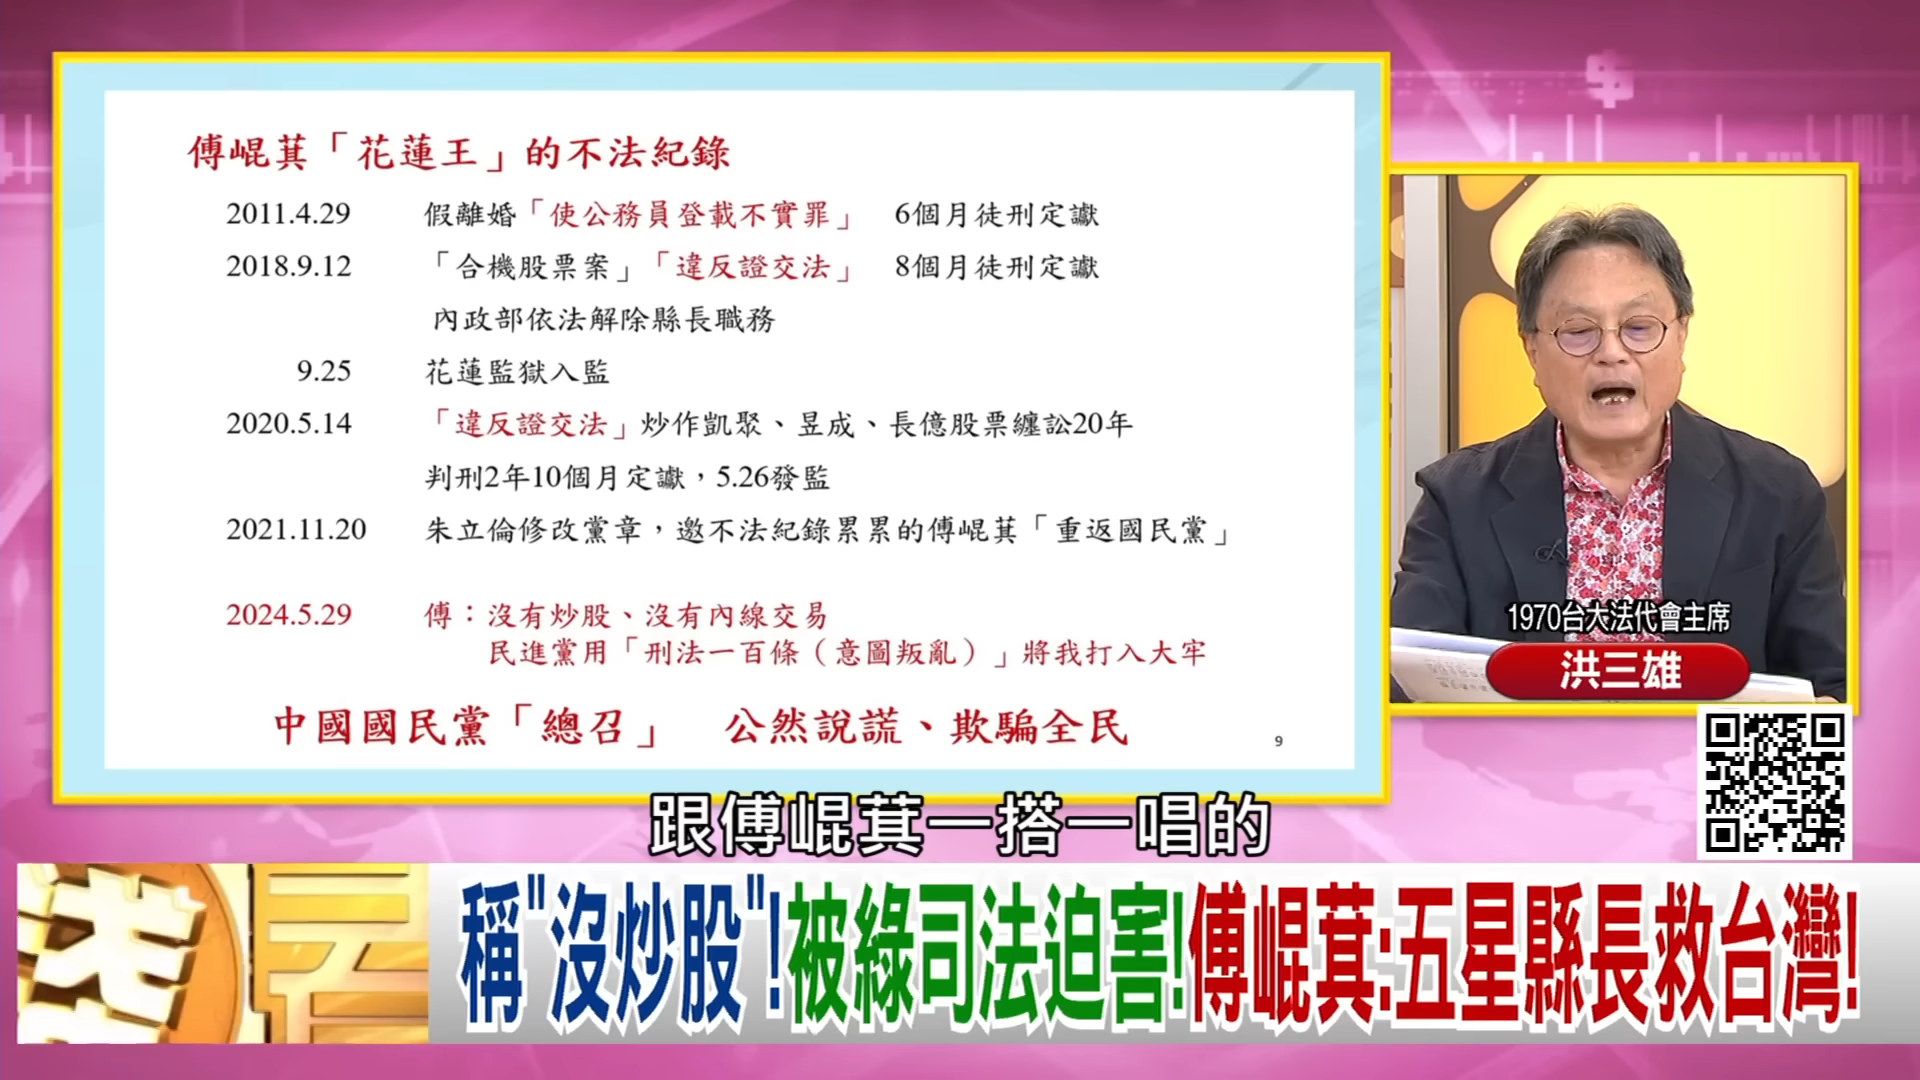 傅崐萁「花蓮王」的不法紀錄
2011.4.29 假離婚「使公務員登載不實罪」 6個月徒刑定讞
2018.9.12 「合機股票案」「違反證交法」 8個月徒刑定讞
內政部依法解除縣長職務
9.25 花蓮監獄入監
2020.5.14 「違反證交法」炒作凱聚、昱成、長億股票纏訟20年
判刑2年10個月定讞，5.26發監
2021.11.20 朱立倫修改黨章，邀不法紀錄累累的傅崐萁「重返國民黨」
2024.5.29 傅：沒有炒股、沒有內線交易
民進黨用「刑法一百條（意圖叛亂）」將我打入大牢
中國國民黨「總召」 公然說謊、欺騙全民
9
1970台大法代會主席
洪三雄
跟傅崐萁一搭一唱的
稱"沒炒股"!被綠司法迫害!傅崐萁:五星縣長救台灣!